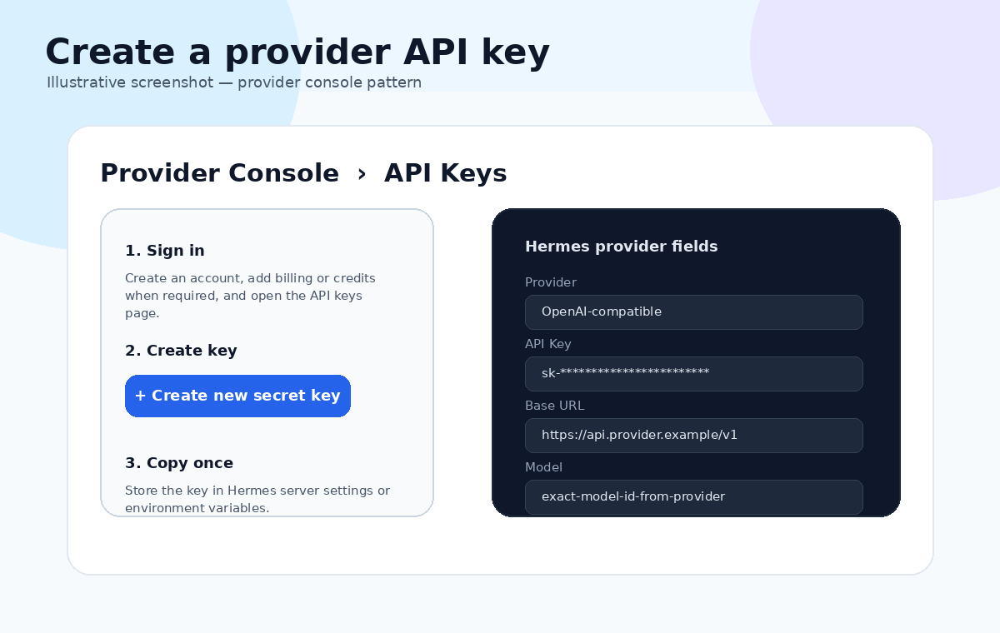 Create a provider API key
Illustrative screenshot — provider console pattern
Provider Console › API Keys
1. Sign in
Create an account, add billing or credits
when required, and open the API keys
page.
2. Create key
+ Create new secret key
3. Copy once
Store the key in Hermes server settings or
environment variables.
Hermes provider fields
Provider
OpenAI-compatible
API Key
sk-************************
Base URL
https://api.provider.example/v1
Model
exact-model-id-from-provider